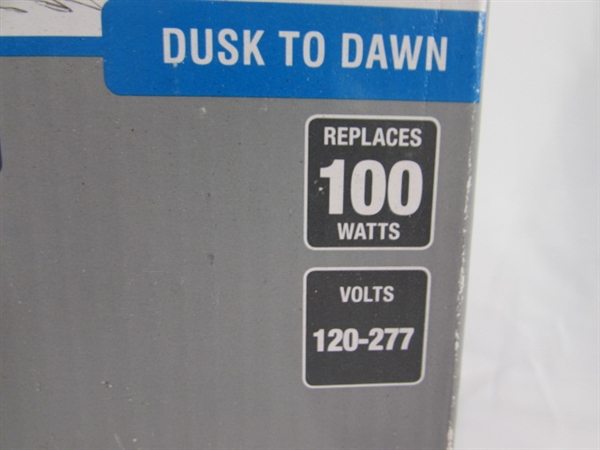 DUSK TO DAWN
REPLACES
100
WATTS
VOLTS
120-277